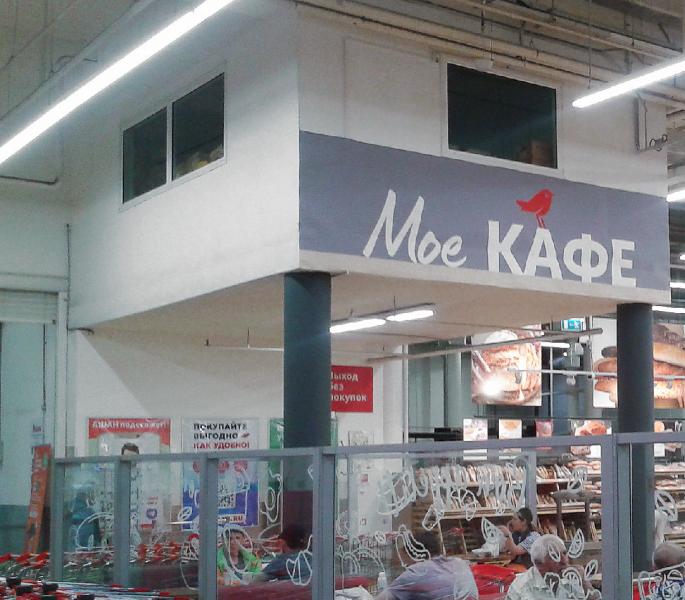 Мое КАФЕ
Выход
без
покупок
АШАН подскажет!
ПОКУПАЙТЕ
ВЫГОДНО
КАК УДОБНО!